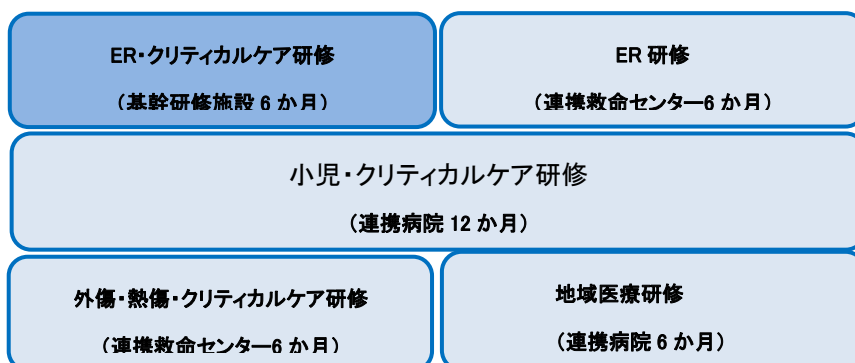 ER・クリティカルケア研修
（基幹研修施設 6 か月）
ER 研修
（連携救命センター6 か月）
小児・クリティカルケア研修
（連携病院 12 か月）
外傷・熱傷・クリティカルケア研修
（連携救命センター6 か月）
地域医療研修
（連携病院 6 か月）